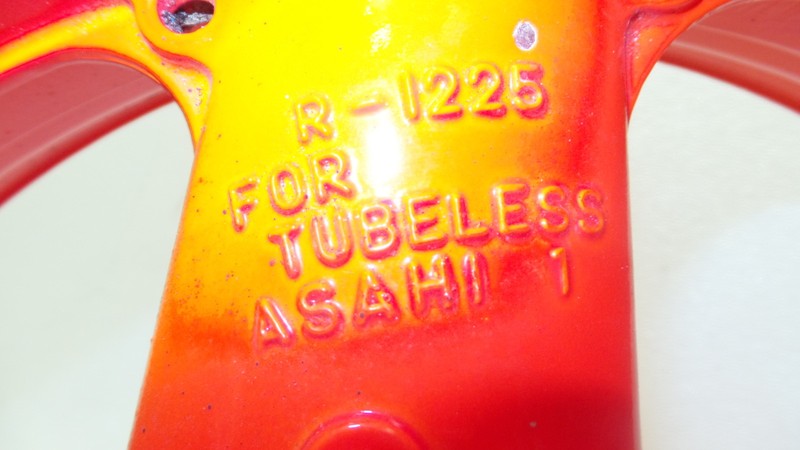 R-1225
FOR
TUBELESS
ASAHI 1